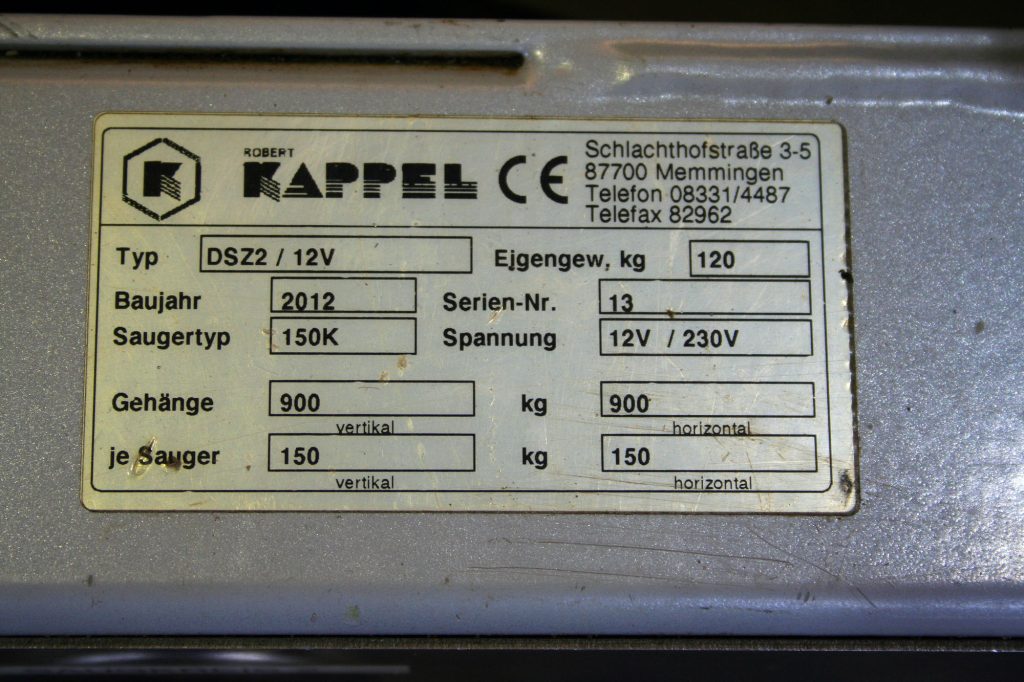 K ROBERT KAPPEL CE
Schlachthofstraße 3-5
87700 Memmingen
Telefon 08331/4487
Telefax 82962
Typ DSZ2 / 12V Eigengew, kg 120
Baujahr 2012 Serien-Nr. 13
Saugertyp 150K Spannung 12V / 230V
Gehänge 900 kg 900
vertikal horizontal
je Sauger 150 kg 150
vertikal horizontal